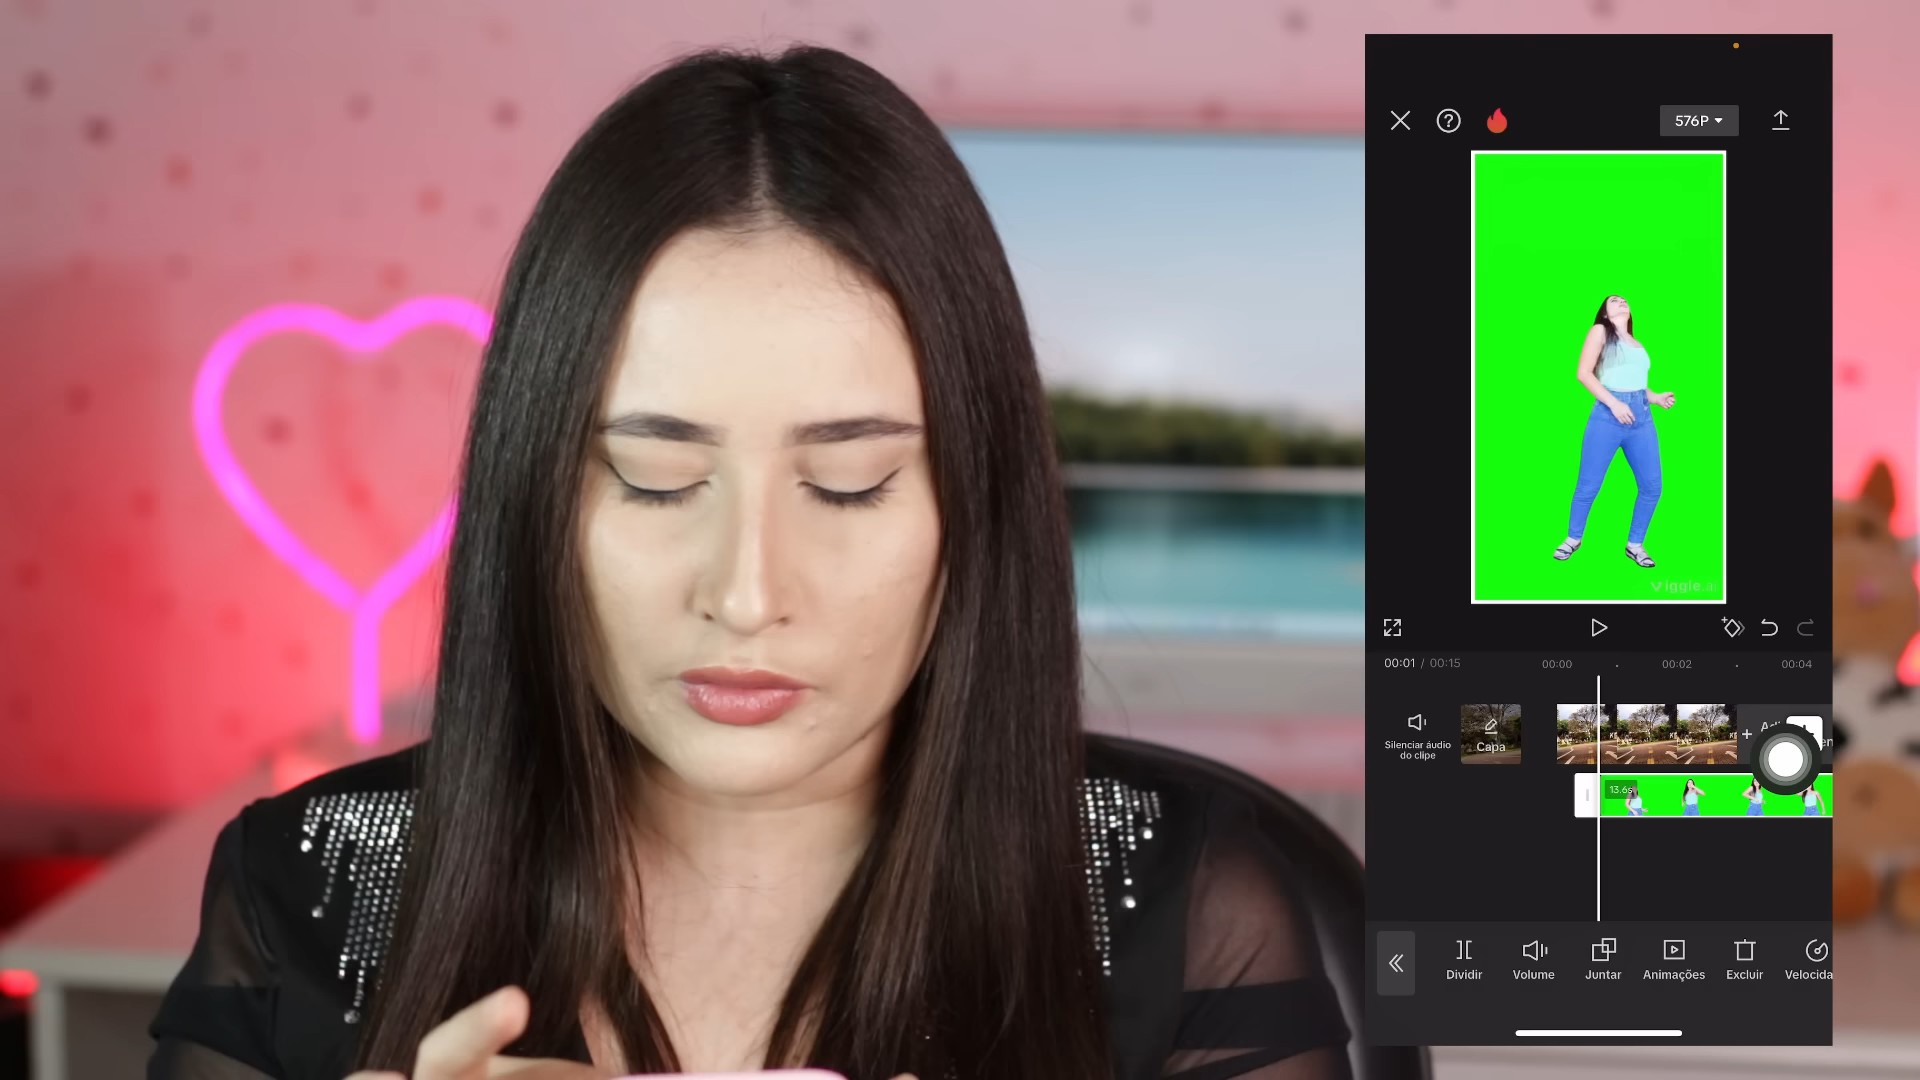 576P
Viggle.ai
00:01 / 00:15
00:00
00:02
00:04
Silenciar áudio
do clipe
Capa
13.6s
Dividir
Volume
Juntar
Animações
Excluir
Velocida